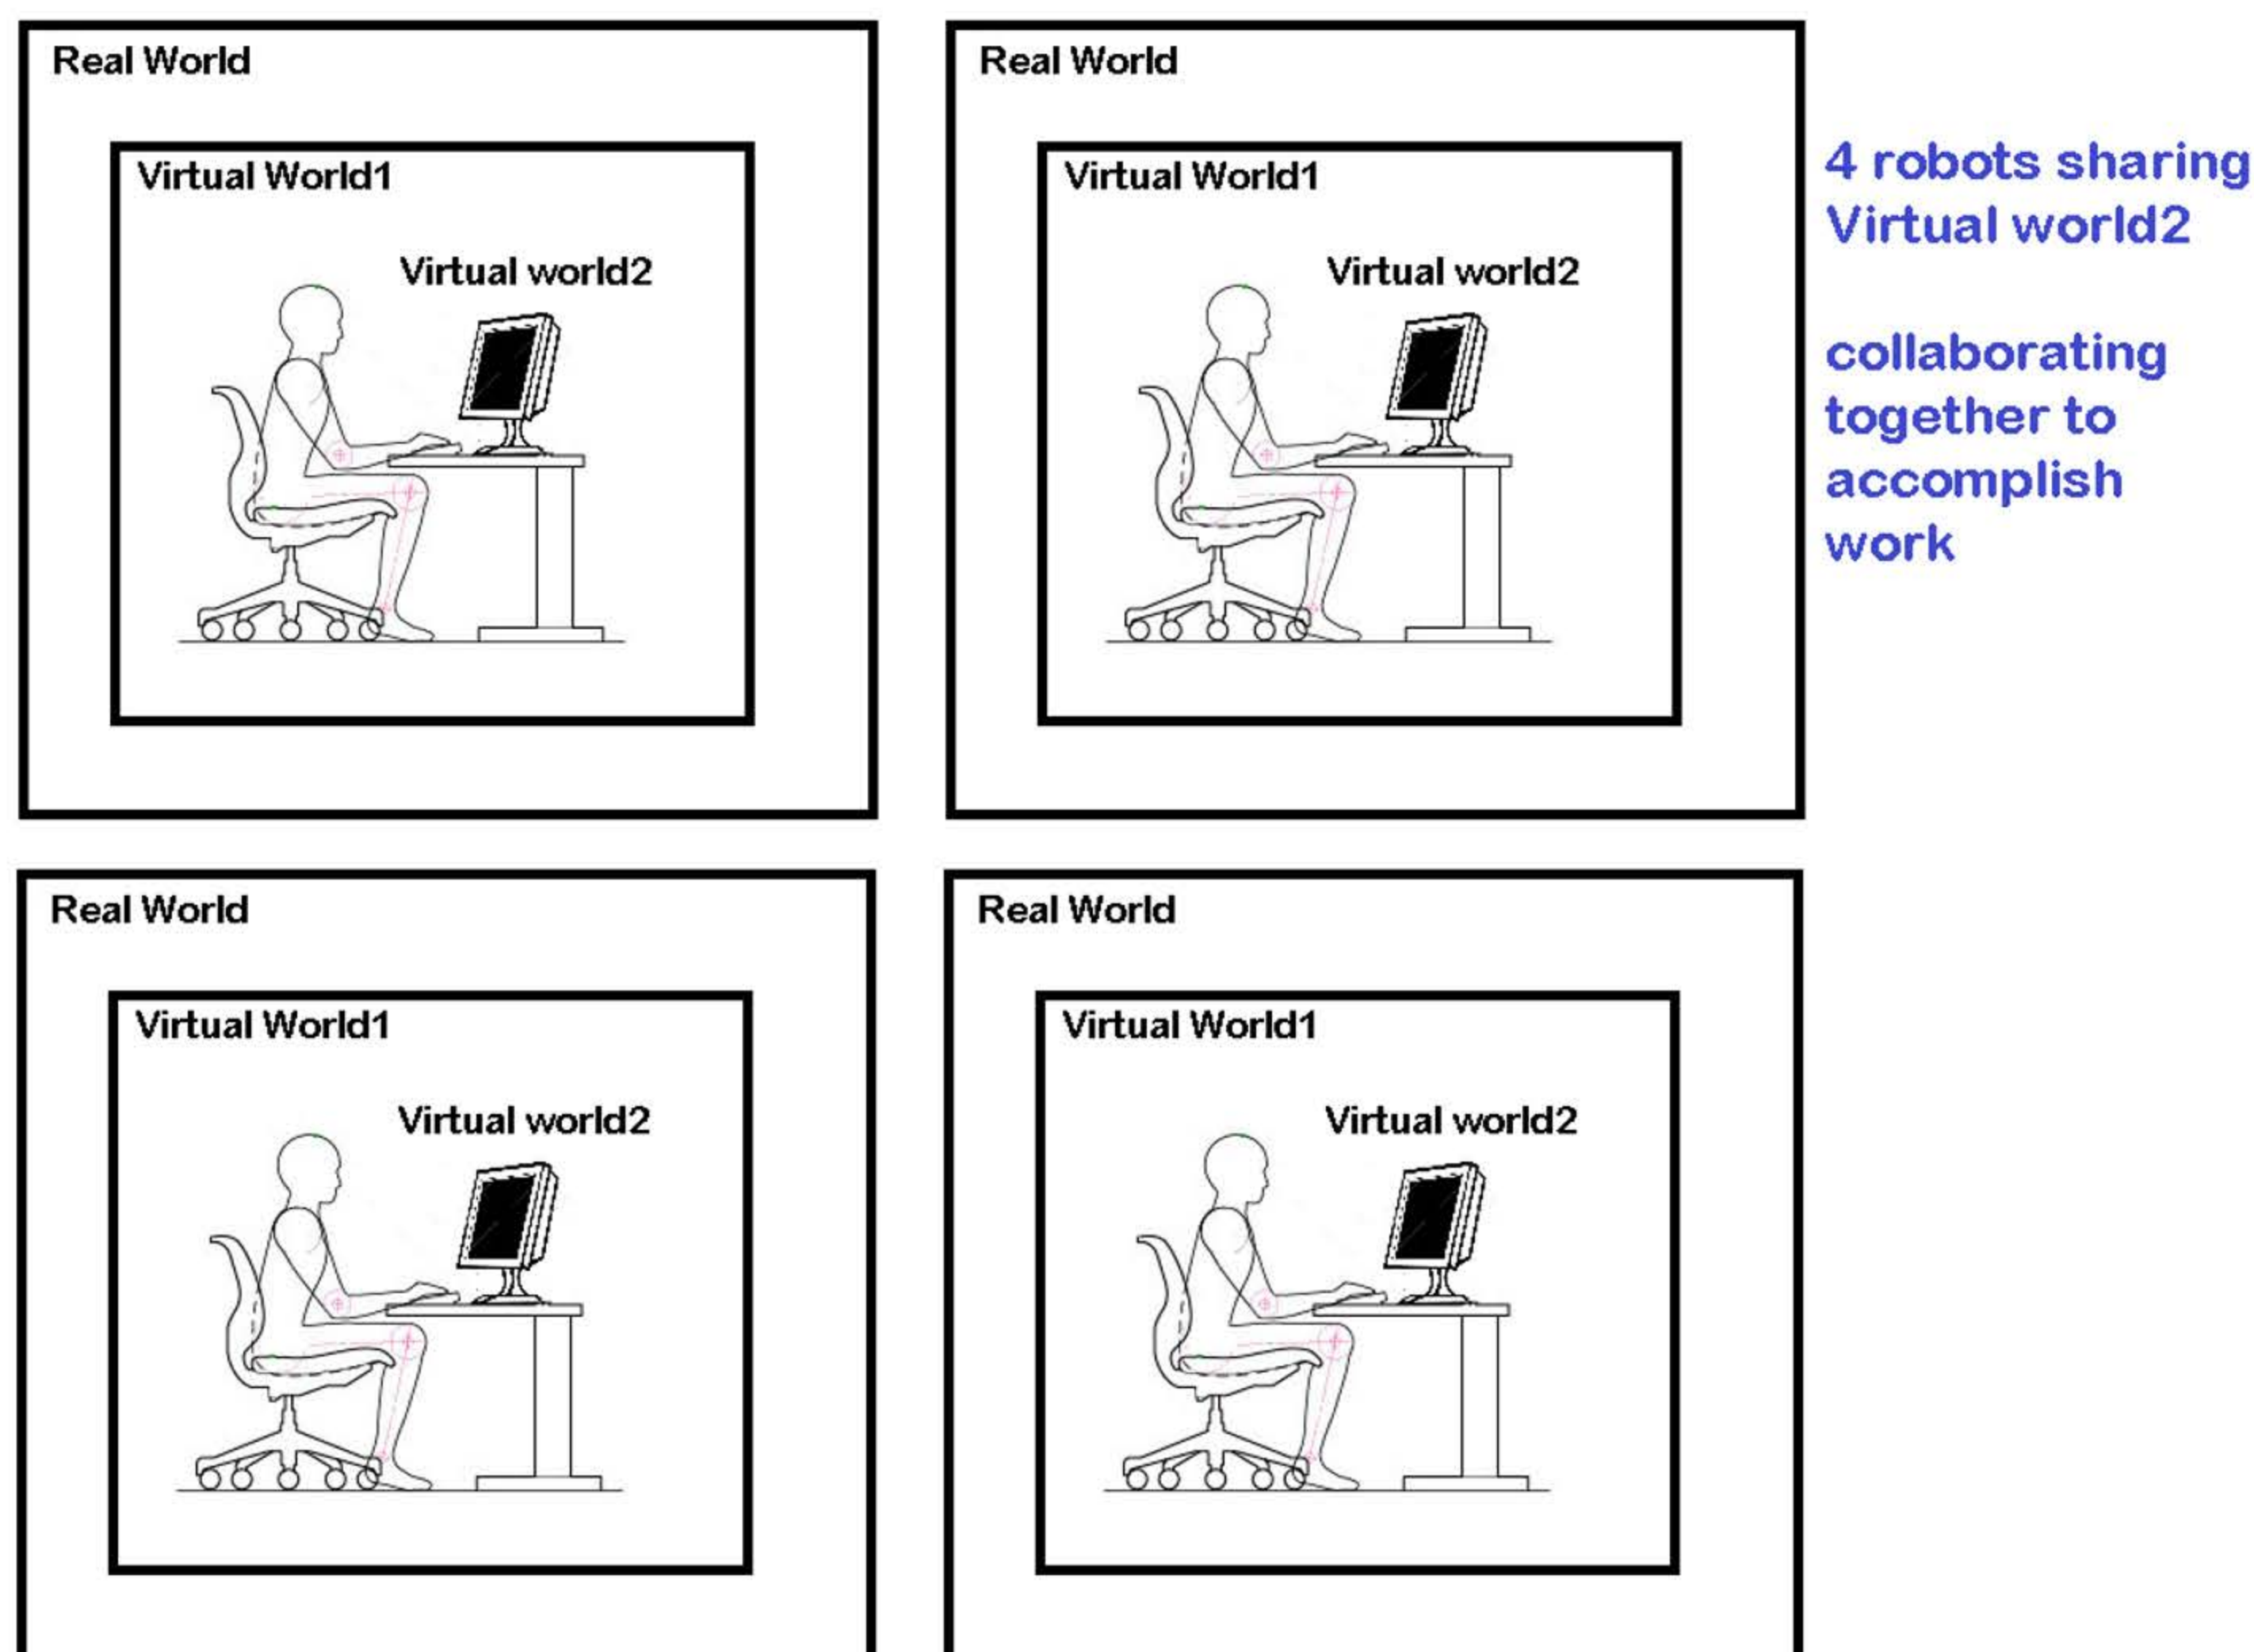 Real World
Virtual World1
Virtual world2
Real World
Virtual World1
Virtual world2
4 robots sharing
Virtual world2
collaborating
together to
accomplish
work
Real World
Virtual World1
Virtual world2
Real World
Virtual World1
Virtual world2